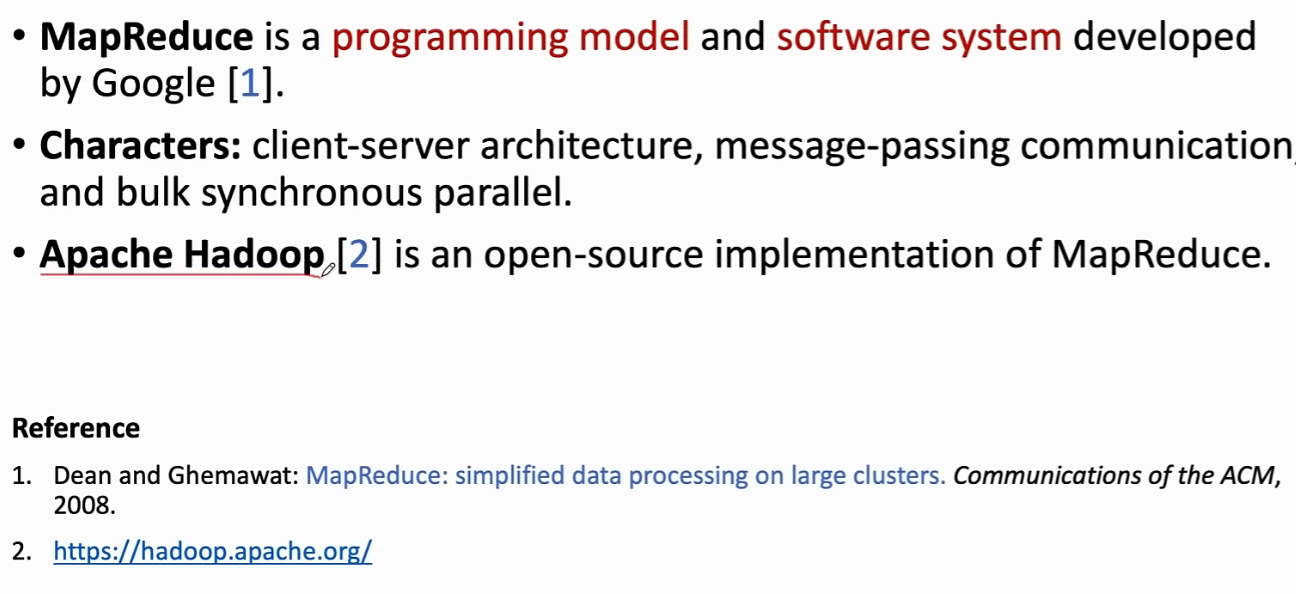 • MapReduce is a programming model and software system developed
by Google [1].
• Characters: client-server architecture, message-passing communication,
and bulk synchronous parallel.
• Apache Hadoop [2] is an open-source implementation of MapReduce.
Reference
1. Dean and Ghemawat: MapReduce: simplified data processing on large clusters. Communications of the ACM,
2008.
2. https://hadoop.apache.org/